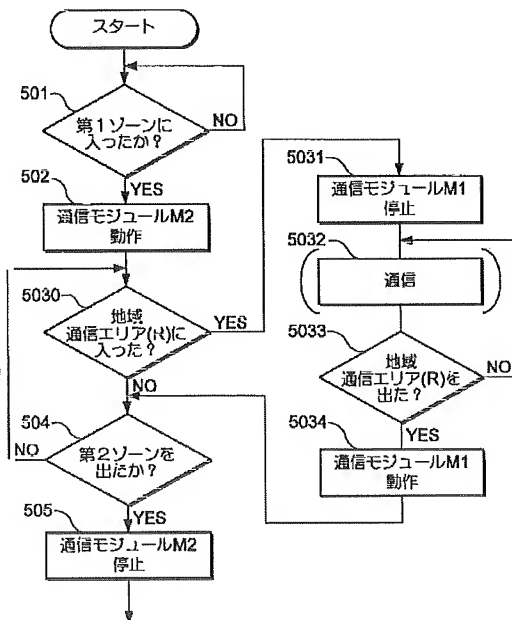 スタート
501
第1ゾーンに
入ったか？
NO
YES
502
通信モジュールM2
動作
5030
地域
通信エリア(R)に
入った？
YES
NO
504
第2ゾーンを
出たか？
NO
YES
505
通信モジュールM2
停止
5031
通信モジュールM1
停止
5032
通信
5033
地域
通信エリア(R)を
出た？
NO
YES
5034
通信モジュールM1
動作